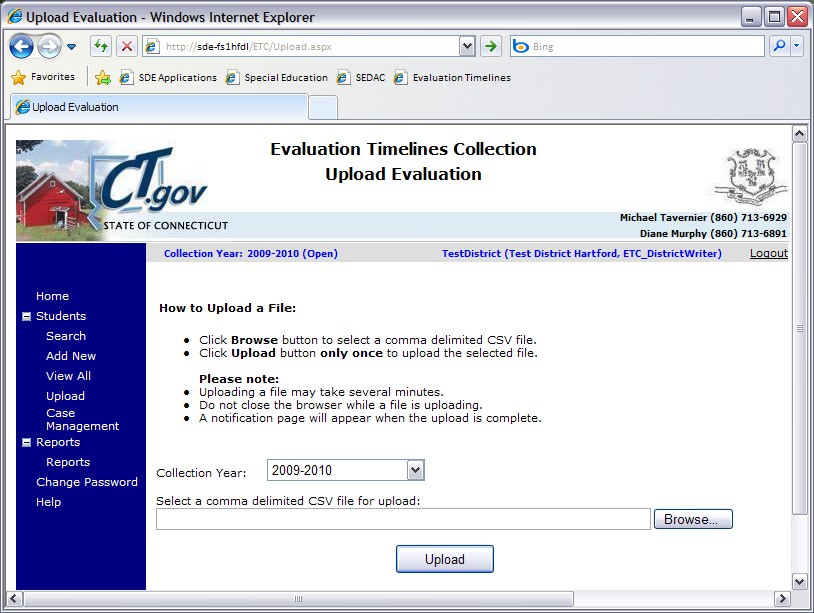 Upload Evaluation - Windows Internet Explorer
http://sde-fs1hfdl/ETC/Upload.aspx
Bing
Favorites
SDE Applications
Special Education
SEDAC
Evaluation Timelines
Upload Evaluation
CT.gov
STATE OF CONNECTICUT
Evaluation Timelines Collection
Upload Evaluation
Michael Tavernier (860) 713-6929
Diane Murphy (860) 713-6891
Collection Year: 2009-2010 (Open)
TestDistrict (Test District Hartford, ETC_DistrictWriter)
Logout
Home
Students
Search
Add New
View All
Upload
Case
Management
Reports
Reports
Change Password
Help
How to Upload a File:
Click Browse button to select a comma delimited CSV file.
Click Upload button only once to upload the selected file.
Please note:
Uploading a file may take several minutes.
Do not close the browser while a file is uploading.
A notification page will appear when the upload is complete.
Collection Year:
2009-2010
Select a comma delimited CSV file for upload:
Browse...
Upload